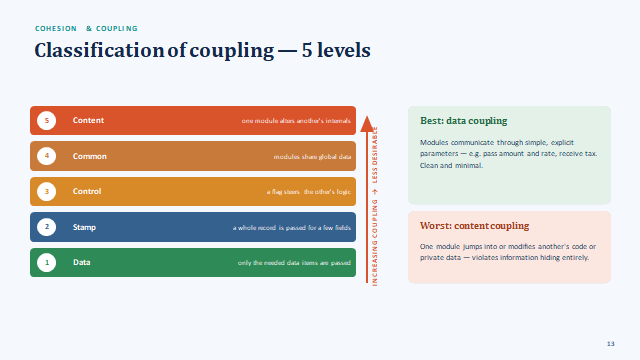 COHESION & COUPLING
Classification of coupling — 5 levels
5 Content one module alters another's internals
4 Common modules share global data
3 Control a flag steers the other's logic
2 Stamp a whole record is passed for a few fields
1 Data only the needed data items are passed
INCREASING COUPLING → LESS DESIRABLE
Best: data coupling
Modules communicate through simple, explicit
parameters — e.g. pass amount and rate, receive tax.
Clean and minimal.
Worst: content coupling
One module jumps into or modifies another's code or
private data — violates information hiding entirely.
13